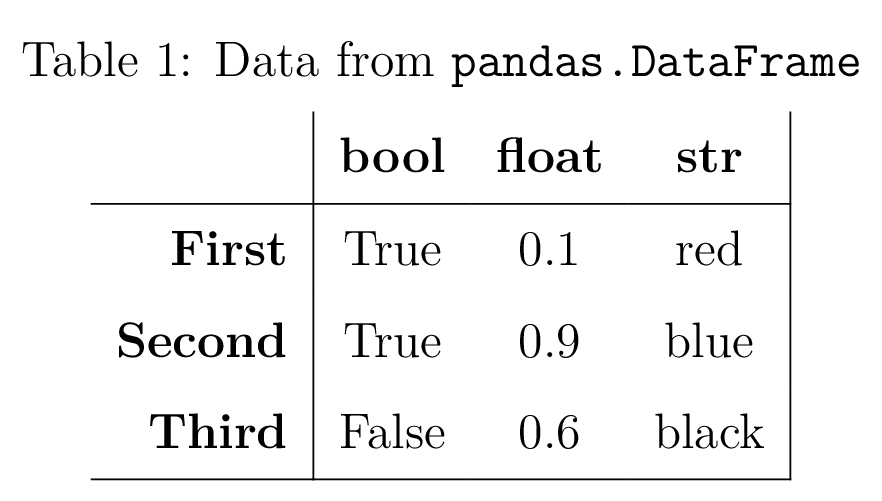 Table 1: Data from pandas.DataFrame
bool float str
First True 0.1 red
Second True 0.9 blue
Third False 0.6 black